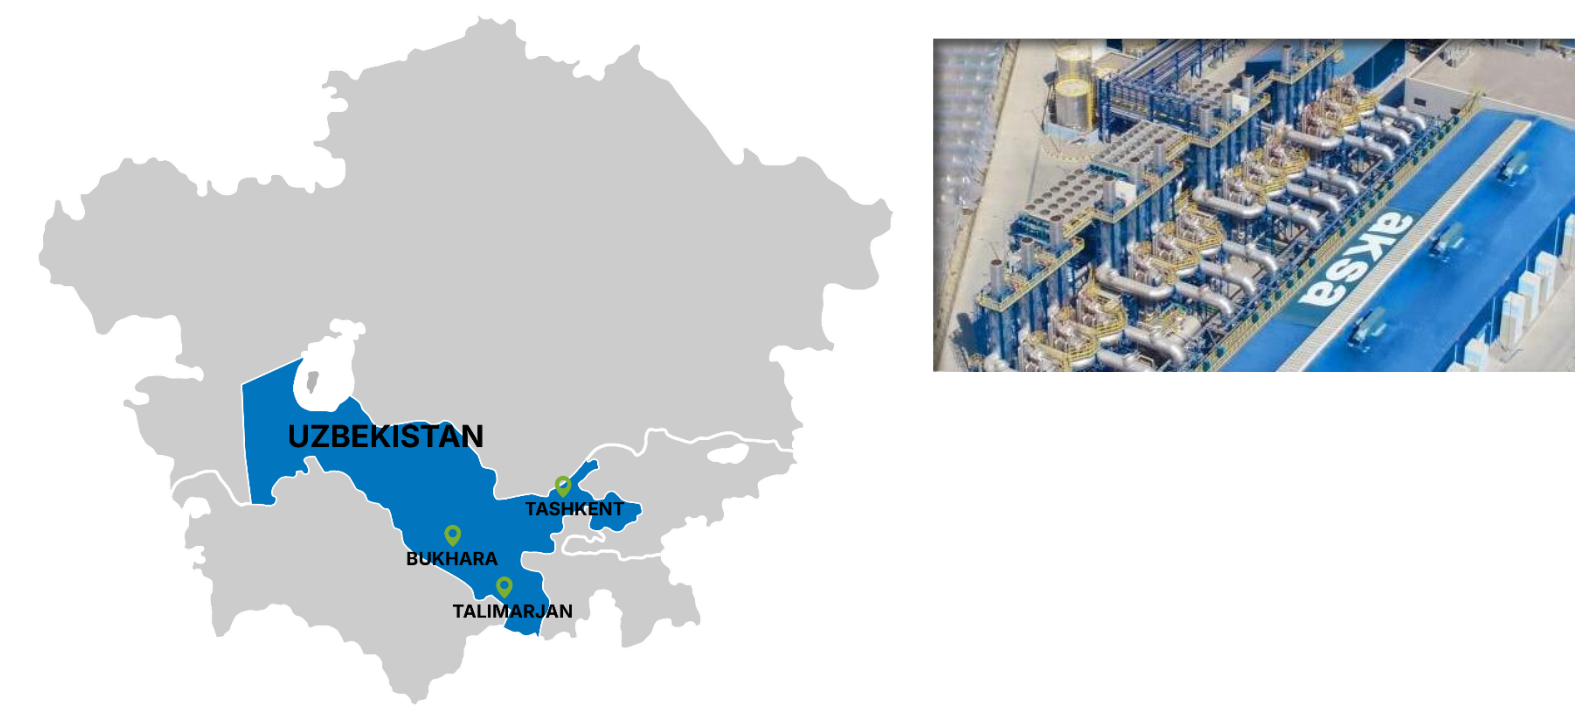 UZBEKISTAN
TASHKENT
BUKHARA
TALIMARJAN
aksa